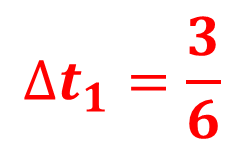 Δt₁ = 3/6